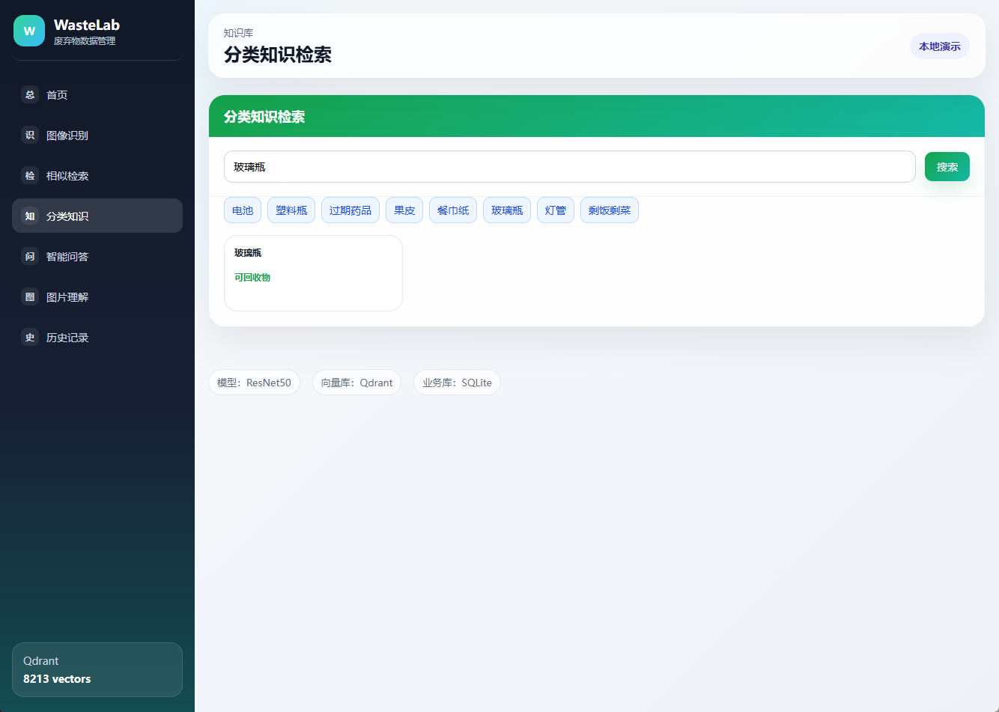 W
WasteLab
废弃物数据管理
总 首页
识 图像识别
检 相似检索
知 分类知识
问 智能问答
图 图片理解
史 历史记录
Qdrant
8213 vectors
知识库
分类知识检索
本地演示
分类知识检索
玻璃瓶
搜索
电池 塑料瓶 过期药品 果皮 餐巾纸 玻璃瓶 灯管 剩饭剩菜
玻璃瓶
可回收物
模型：ResNet50 向量库：Qdrant 业务库：SQLite